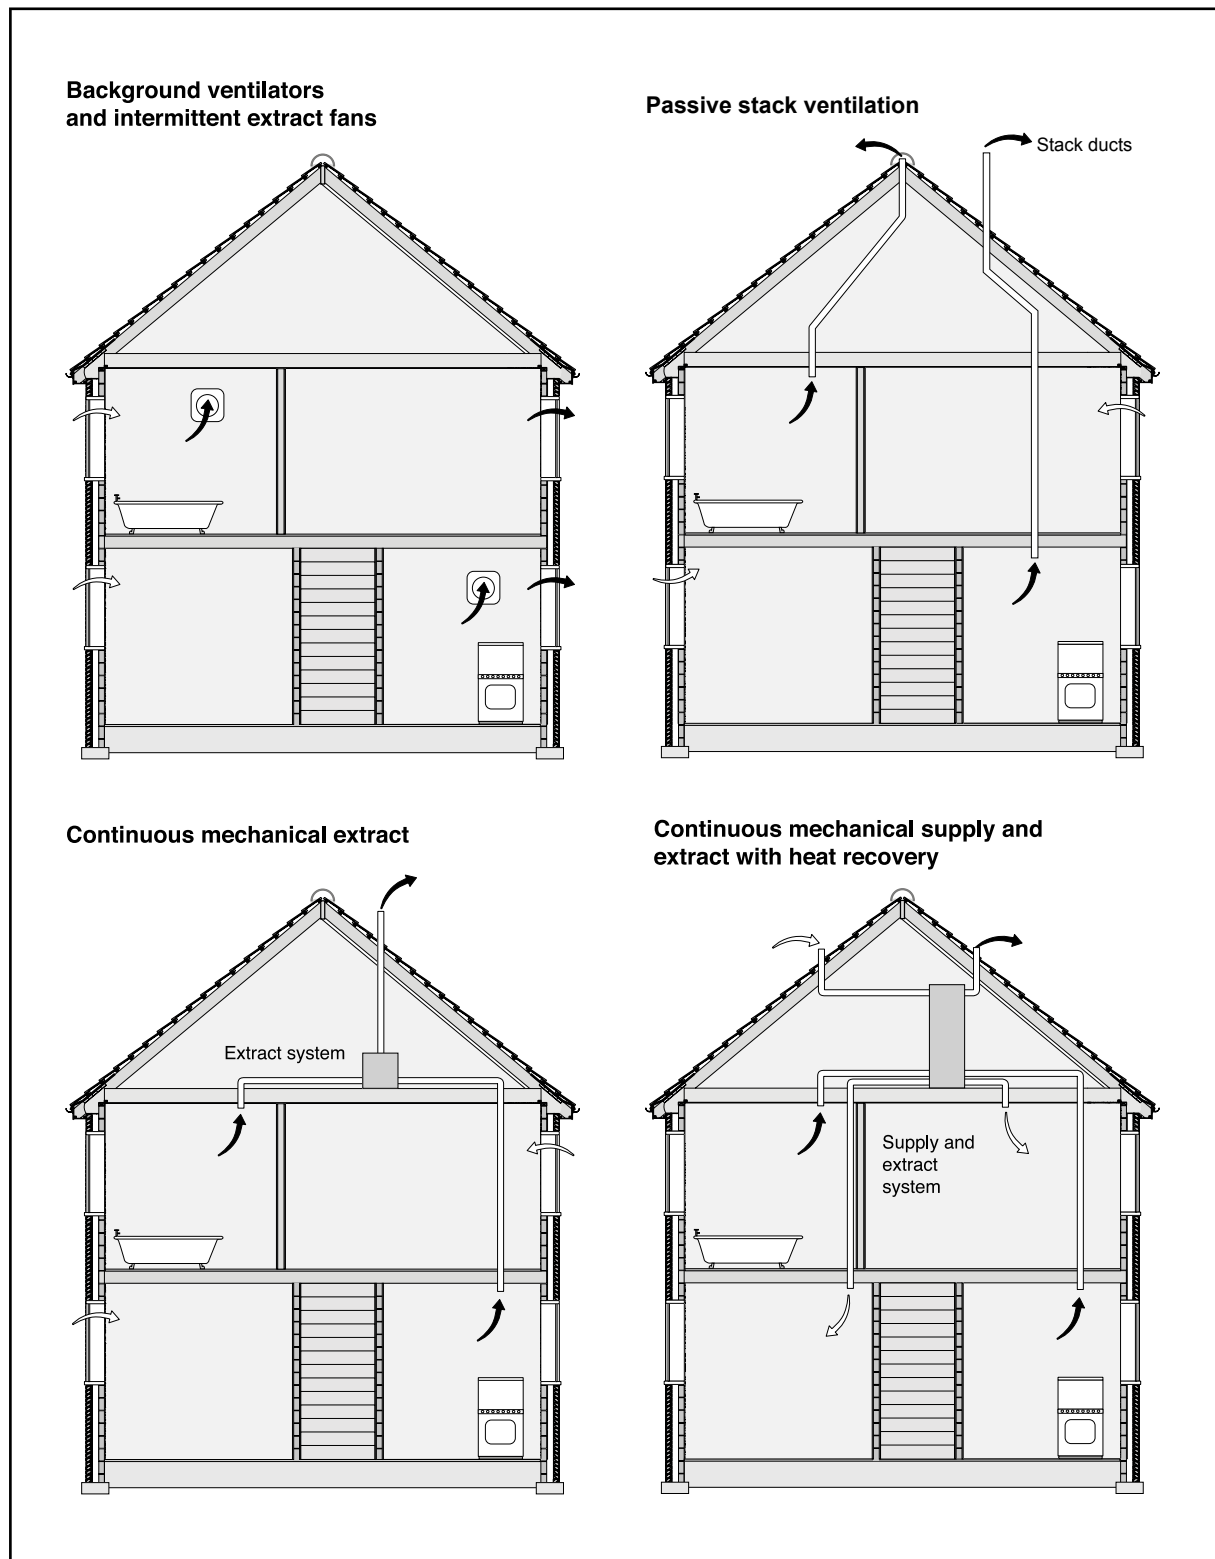 Background ventilators
and intermittent extract fans
Passive stack ventilation
Stack ducts
Continuous mechanical extract
Extract system
Continuous mechanical supply and
extract with heat recovery
Supply and
extract
system